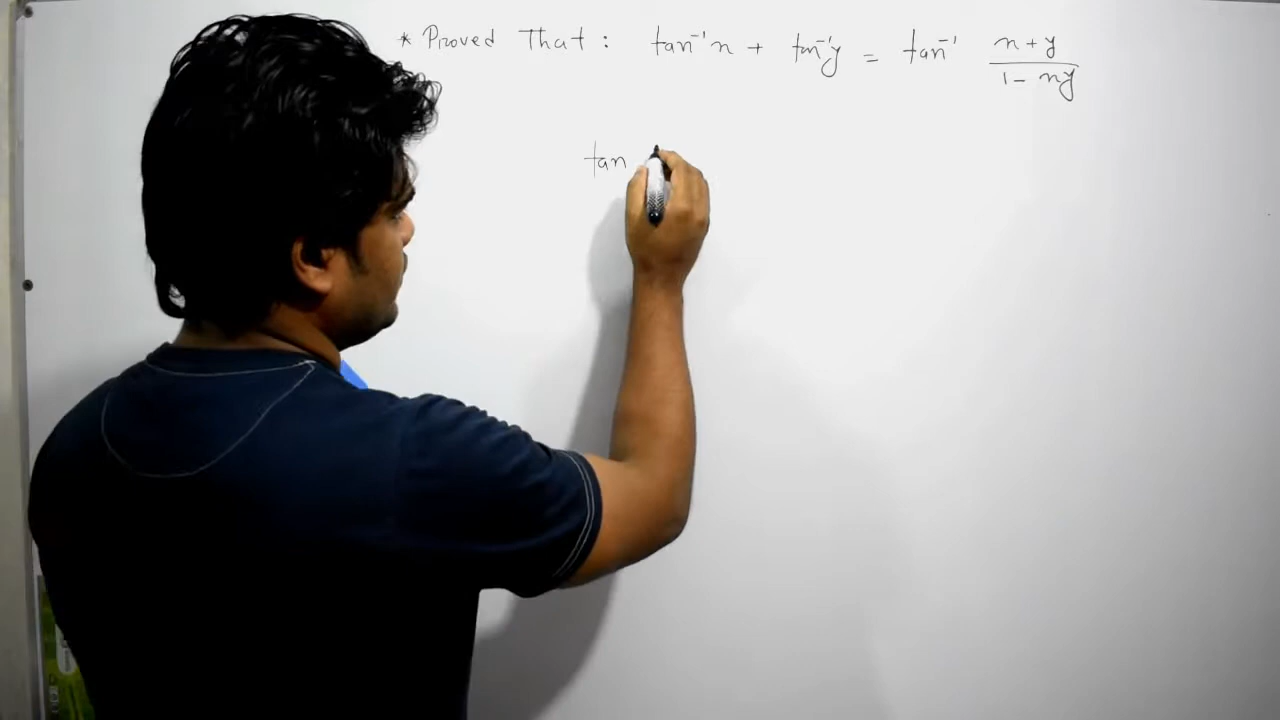 * Proved That : tan⁻¹x + tan⁻¹y = tan⁻¹ (x + y)/(1 - xy)
tan